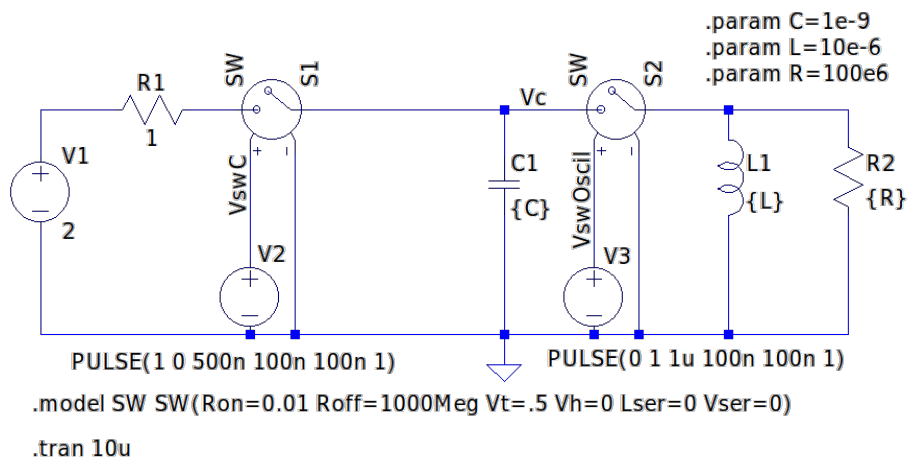 .param C=1e-9
.param L=10e-6
.param R=100e6
R1
1
SW
S1
Vc
SW
S2
V1
2
+
−
VswC
+
−
V2
+
−
C1
{C}
VswOscil
+
−
V3
+
−
L1
{L}
R2
{R}
PULSE(1 0 500n 100n 100n 1)
PULSE(0 1 1u 100n 100n 1)
.model SW SW(Ron=0.01 Roff=1000Meg Vt=.5 Vh=0 Lser=0 Vser=0)
.tran 10u